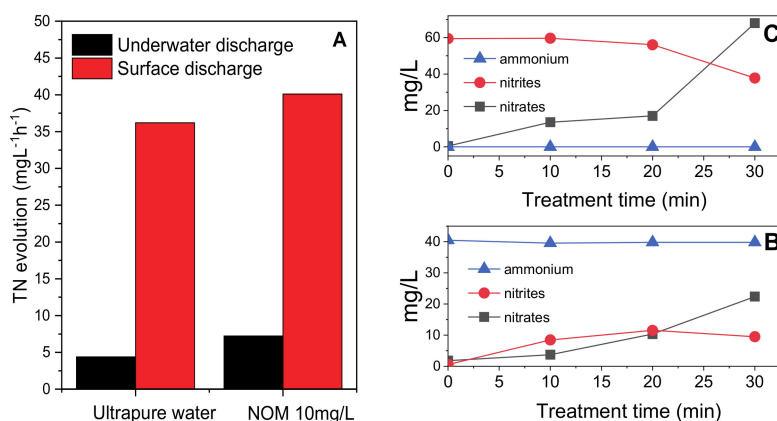 A
Underwater discharge
Surface discharge
TN evolution (mgL⁻¹h⁻¹)
50
45
40
35
30
25
20
15
10
5
0
Ultrapure water
NOM 10mg/L
C
ammonium
nitrites
nitrates
mg/L
60
40
20
0
0 5 10 15 20 25 30
Treatment time (min)
B
ammonium
nitrites
nitrates
mg/L
40
30
20
10
0
0 5 10 15 20 25 30
Treatment time (min)